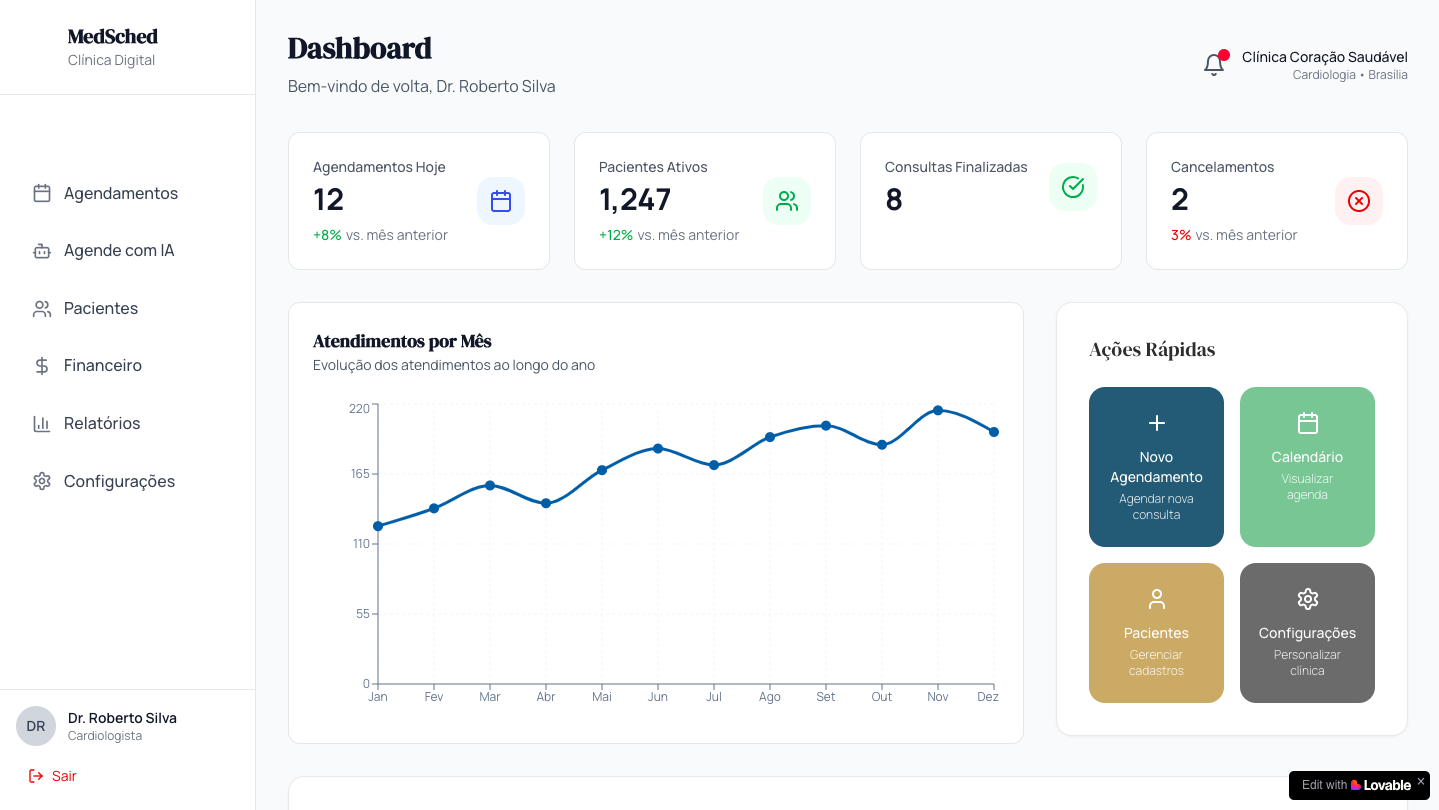 MedSched
Clínica Digital
Agendamentos
Agende com IA
Pacientes
Financeiro
Relatórios
Configurações
DR
Dr. Roberto Silva
Cardiologista
Sair
Dashboard
Bem-vindo de volta, Dr. Roberto Silva
Clínica Coração Saudável
Cardiologia • Brasília
Agendamentos Hoje
12
+8% vs. mês anterior
Pacientes Ativos
1,247
+12% vs. mês anterior
Consultas Finalizadas
8
Cancelamentos
2
3% vs. mês anterior
Atendimentos por Mês
Evolução dos atendimentos ao longo do ano
220
165
110
55
0
Jan Fev Mar Abr Mai Jun Jul Ago Set Out Nov Dez
Ações Rápidas
Novo
Agendamento
Agendar nova
consulta
Calendário
Visualizar
agenda
Pacientes
Gerenciar
cadastros
Configurações
Personalizar
clínica
Edit with Lovable ×